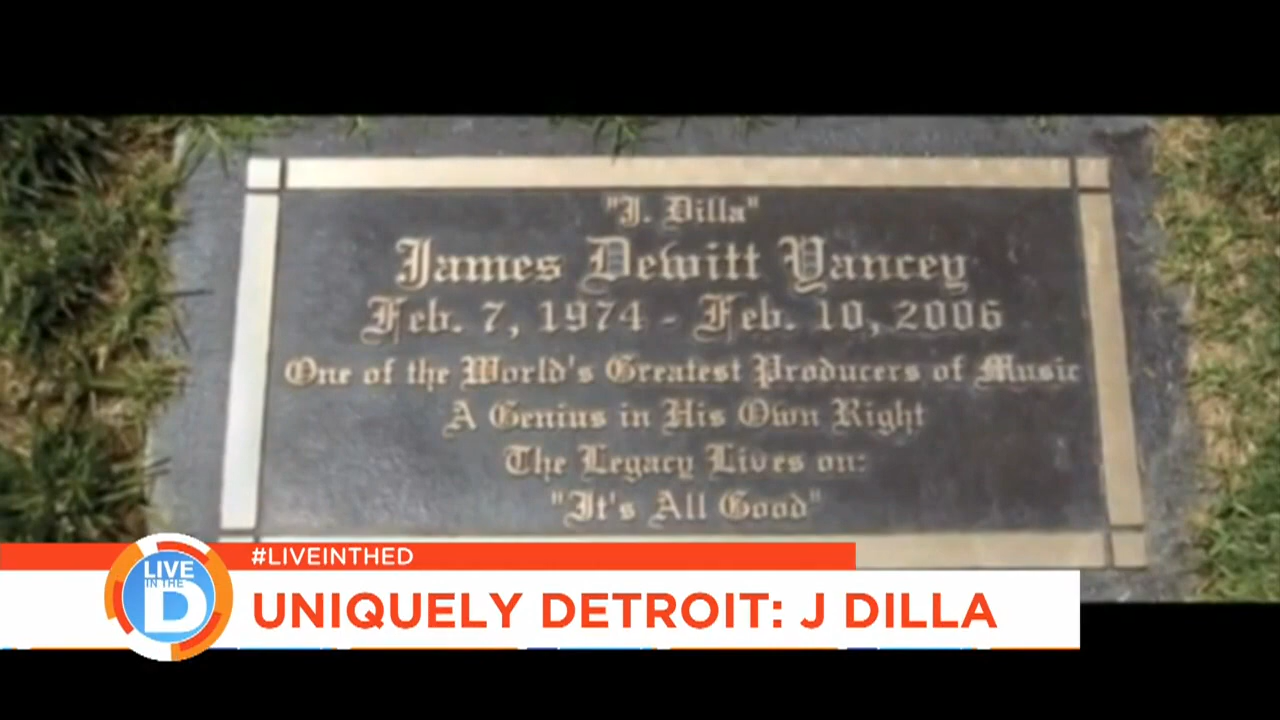 "J. Dilla"
James Dewitt Yancey
Feb. 7, 1974 - Feb. 10, 2006
One of the World's Greatest Producers of Music
A Genius in His Own Right
The Legacy Lives on:
"It's All Good"
#LIVEINTHED
LIVE
IN THE
D
UNIQUELY DETROIT: J DILLA